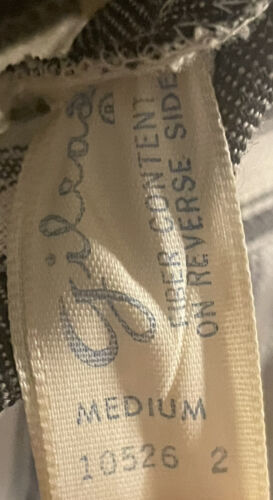 gilead
®
FIBER CONTENT
ON REVERSE SIDE
MEDIUM
10526 2